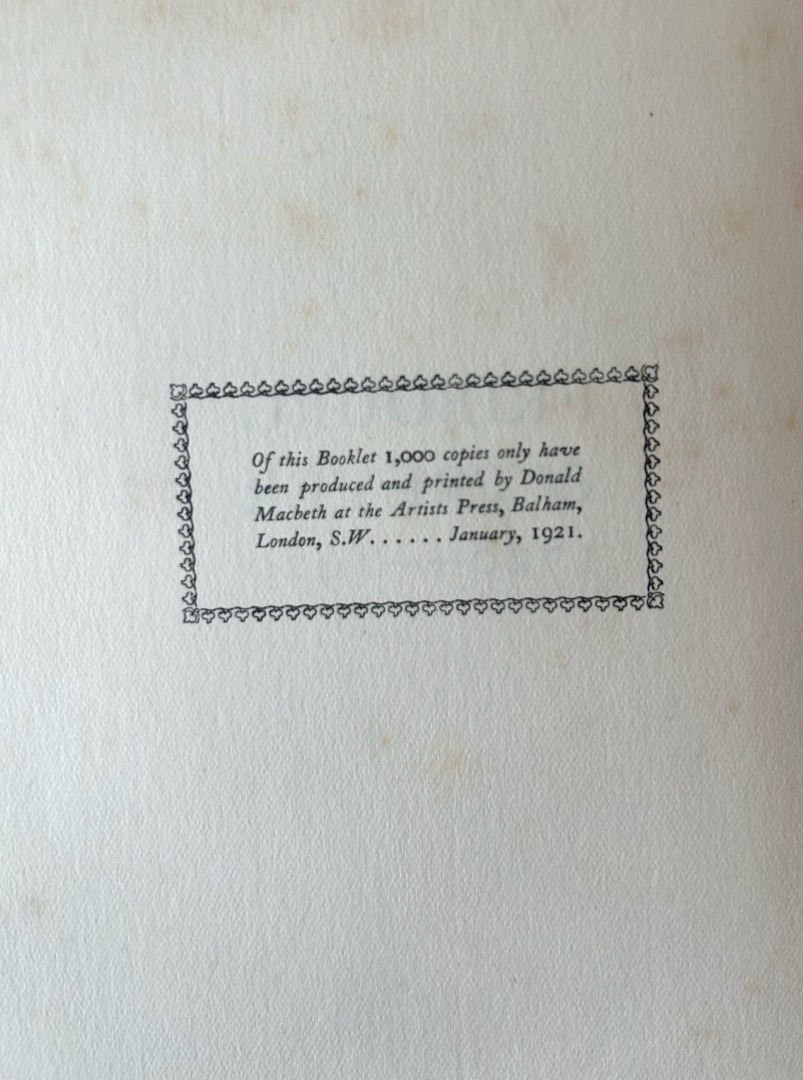 Of this Booklet 1,000 copies only have
been produced and printed by Donald
Macbeth at the Artists Press, Balham,
London, S.W. . . . . . January, 1921.